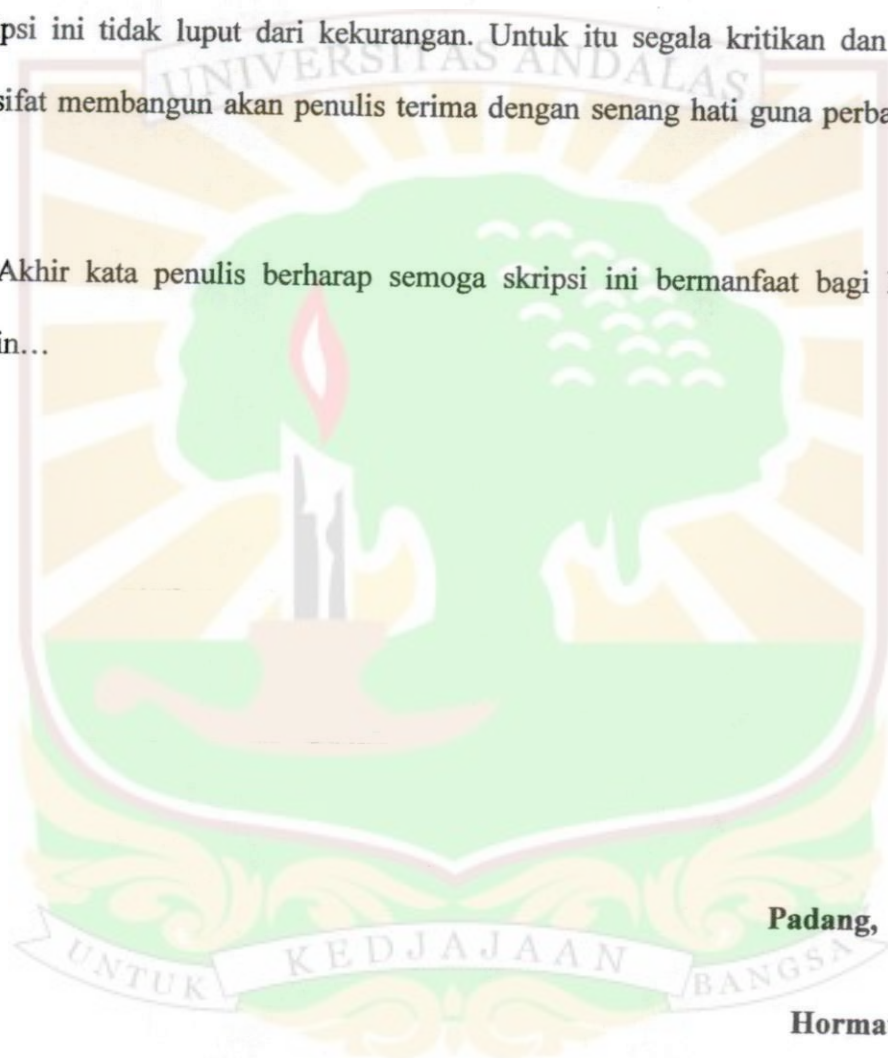 psi ini tidak luput dari kekurangan. Untuk itu segala kritikan dan
UNIVERSITAS ANDALAS
sifat membangun akan penulis terima dengan senang hati guna perba
Akhir kata penulis berharap semoga skripsi ini bermanfaat bagi
in...
Padang,
UNTUK KEDJAJAAN BANGSA
Horma